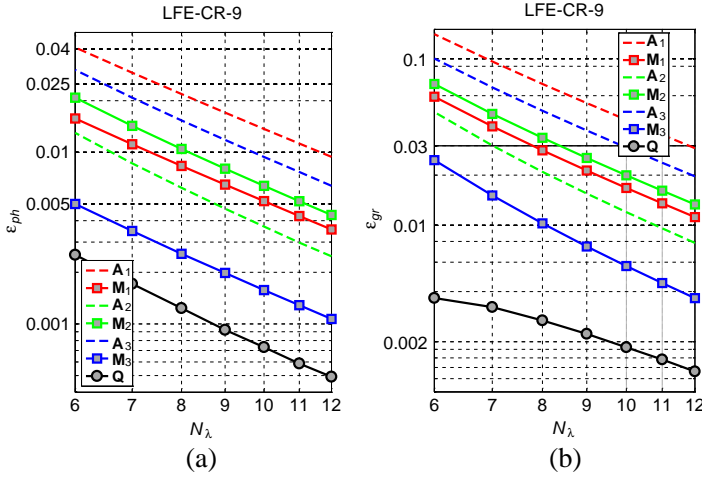 LFE-CR-9
0.04
0.025
0.01
0.005
0.001
ε_ph
A₁
M₁
A₂
M₂
A₃
M₃
Q
6 7 8 9 10 11 12
N_λ
(a)
LFE-CR-9
0.1
0.03
0.01
0.002
ε_gr
A₁
M₁
A₂
M₂
A₃
M₃
Q
6 7 8 9 10 11 12
N_λ
(b)